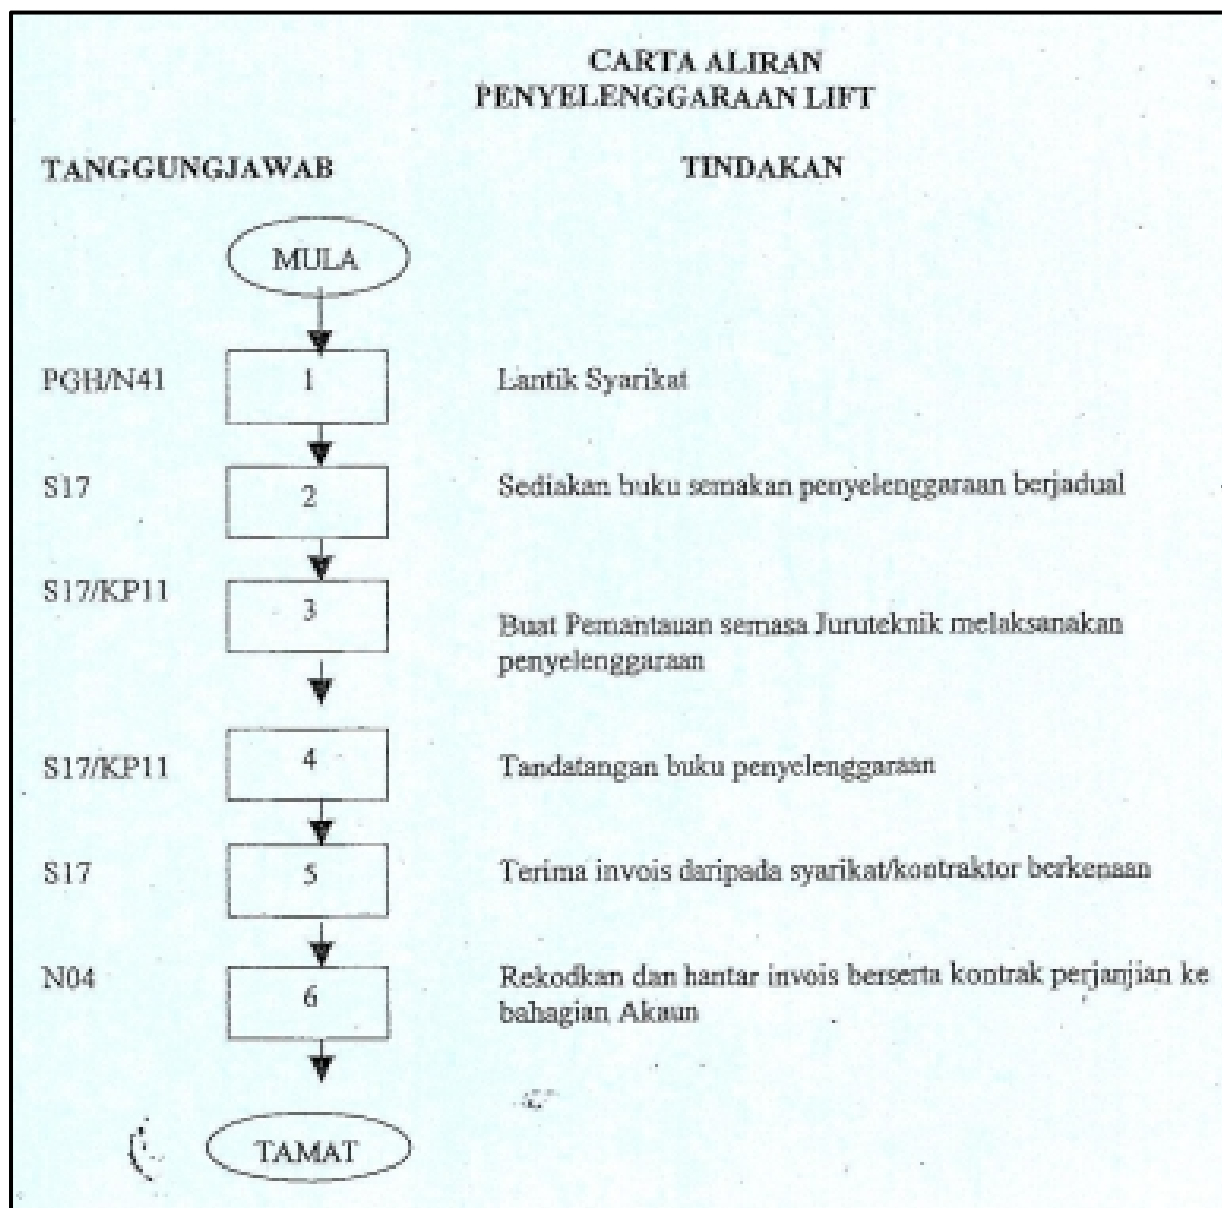 CARTA ALIRAN
PENYELENGGARAAN LIFT
TANGGUNGJAWAB TINDAKAN
MULA
PGH/N41 1 Lantik Syarikat
S17 2 Sediakan buku semakan penyelenggaraan berjadual
S17/KP11 3 Buat Pemantauan semasa Juruteknik melaksanakan
penyelenggaraan
S17/KP11 4 Tandatangan buku penyelenggaraan
S17 5 Terima invois daripada syarikat/kontraktor berkenaan
N04 6 Rekodkan dan hantar invois berserta kontrak perjanjian ke
bahagian Akaun
TAMAT